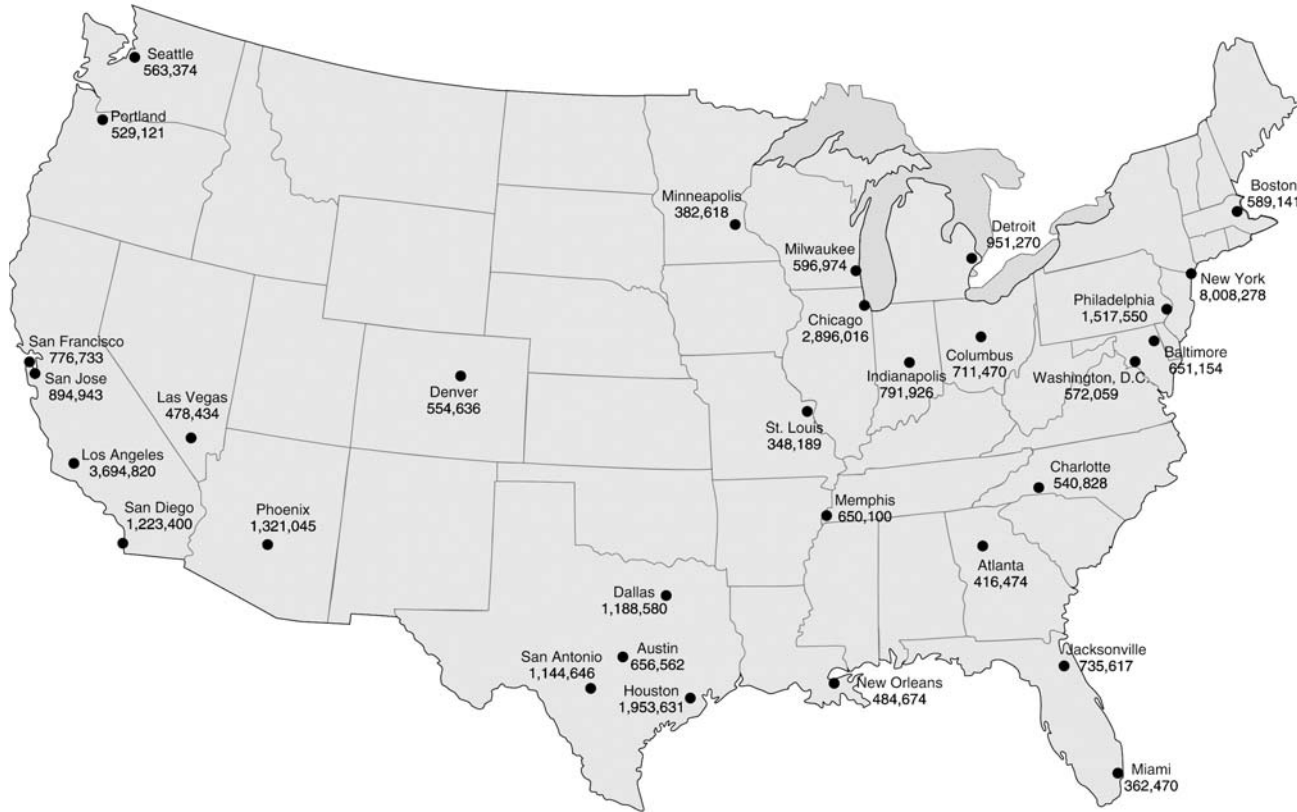 Seattle
563,374
Portland
529,121
Minneapolis
382,618
Boston
589,141
Detroit
951,270
Milwaukee
596,974
New York
8,008,278
Philadelphia
1,517,550
Chicago
2,896,016
San Francisco
776,733
San Jose
894,943
Las Vegas
478,434
Denver
554,636
Indianapolis
791,926
Columbus
711,470
Baltimore
651,154
Washington, D.C.
572,059
St. Louis
348,189
Los Angeles
3,694,820
Charlotte
540,828
San Diego
1,223,400
Phoenix
1,321,045
Memphis
650,100
Atlanta
416,474
Dallas
1,188,580
Austin
656,562
San Antonio
1,144,646
Houston
1,953,631
New Orleans
484,674
Jacksonville
735,617
Miami
362,470